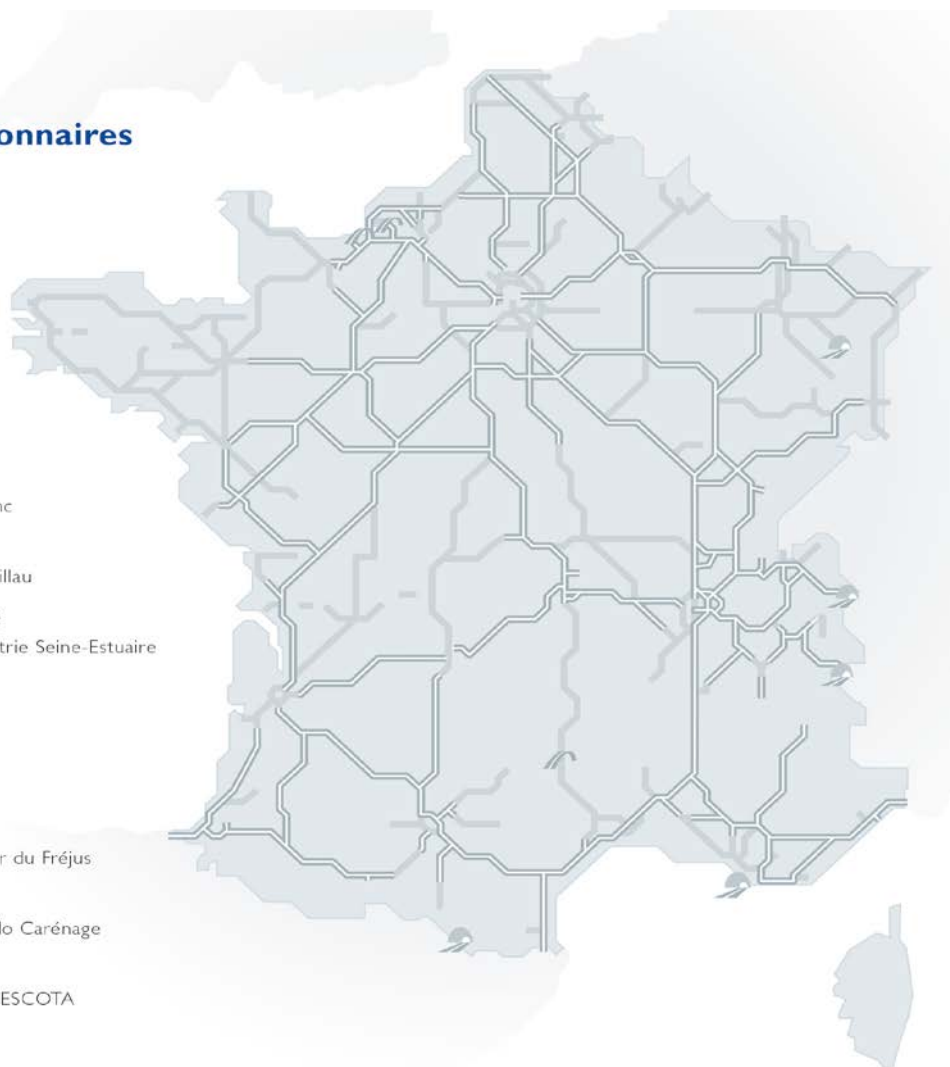 onnaires
nc
illau
trie Seine-Estuaire
r du Fréjus
lo Carénage
ESCOTA